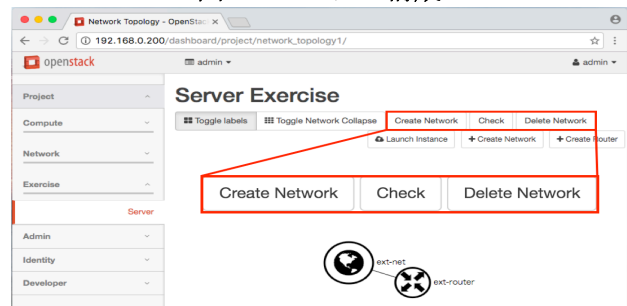 Network Topology - OpenStac
192.168.0.200/dashboard/project/network_topology1/
openstack
admin
admin
Project
Compute
Network
Exercise
Server
Admin
Identity
Developer
Server Exercise
Toggle labels Toggle Network Collapse Create Network Check Delete Network
Launch Instance + Create Network + Create Router
Create Network Check Delete Network
ext-net
ext-router